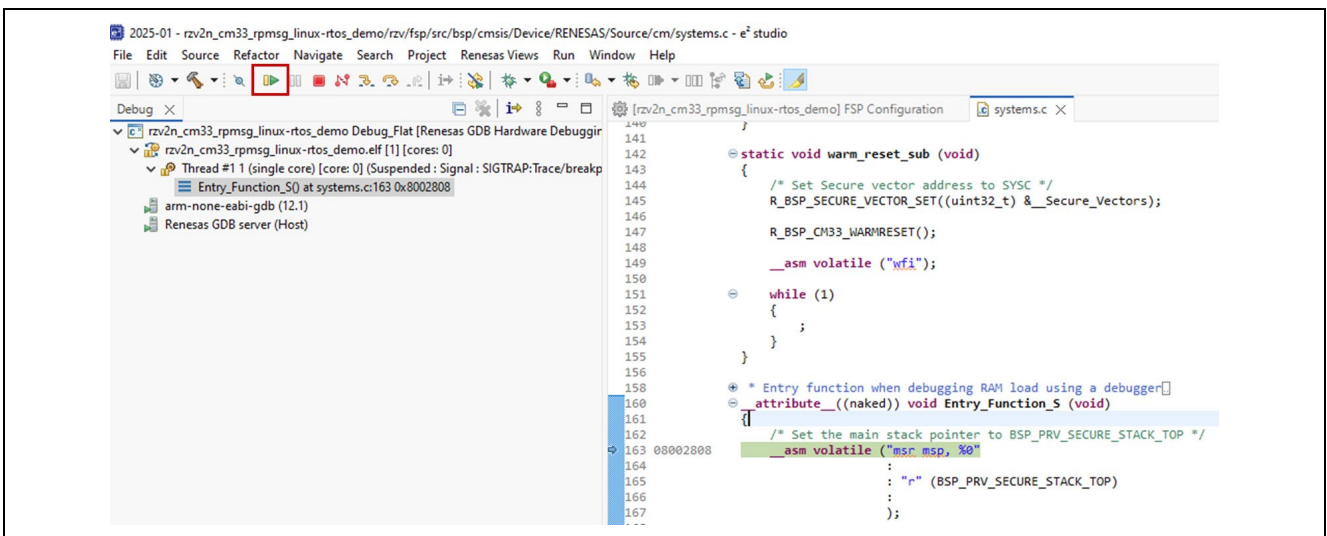 2025-01 - rzv2n_cm33_rpmsg_linux-rtos_demo/rzv/fsp/src/bsp/cmsis/Device/RENESAS/Source/cm/systems.c - e² studio
File Edit Source Refactor Navigate Search Project Renesas Views Run Window Help
Debug
rzv2n_cm33_rpmsg_linux-rtos_demo Debug_Flat [Renesas GDB Hardware Debuggin
rzv2n_cm33_rpmsg_linux-rtos_demo.elf [1] [cores: 0]
Thread #1 1 (single core) [core: 0] (Suspended : Signal : SIGTRAP:Trace/breakp
Entry_Function_S() at systems.c:163 0x8002808
arm-none-eabi-gdb (12.1)
Renesas GDB server (Host)
[rzv2n_cm33_rpmsg_linux-rtos_demo] FSP Configuration
systems.c
140 }
141
142 static void warm_reset_sub (void)
143 {
144 /* Set Secure vector address to SYSC */
145 R_BSP_SECURE_VECTOR_SET((uint32_t) &__Secure_Vectors);
146
147 R_BSP_CM33_WARMRESET();
148
149 __asm volatile ("wfi");
150
151 while (1)
152 {
153 ;
154 }
155 }
156
158 * Entry function when debugging RAM load using a debugger
160 __attribute__((naked)) void Entry_Function_S (void)
161 {
162 /* Set the main stack pointer to BSP_PRV_SECURE_STACK_TOP */
163 08002808 __asm volatile ("msr msp, %0"
164 :
165 : "r" (BSP_PRV_SECURE_STACK_TOP)
166 :
167 );